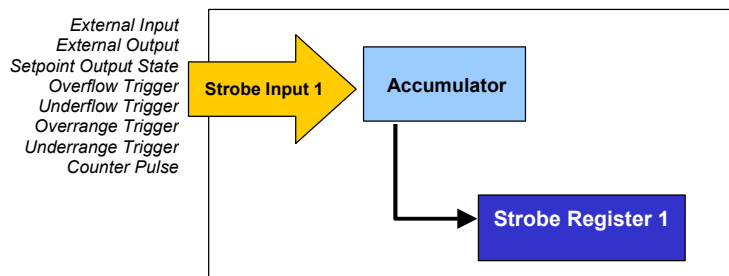 External Input
External Output
Setpoint Output State
Overflow Trigger
Underflow Trigger
Overrange Trigger
Underrange Trigger
Counter Pulse
Strobe Input 1
Accumulator
Strobe Register 1